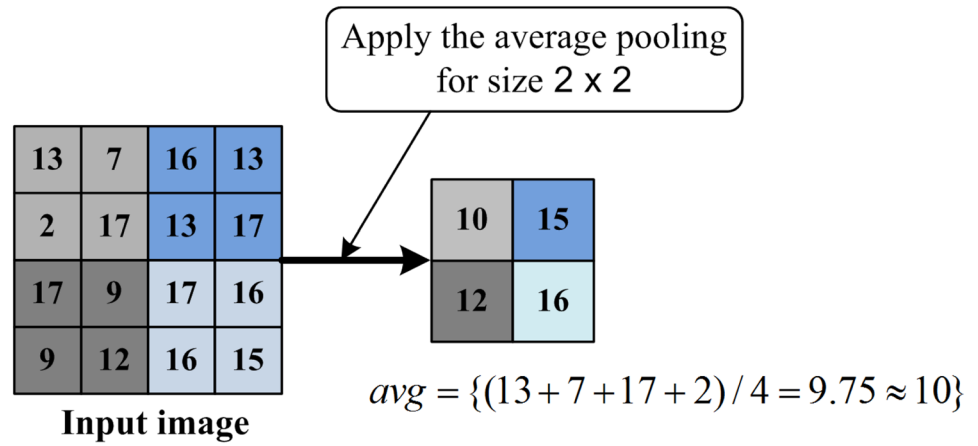 Apply the average pooling
for size 2 x 2
13 7 16 13
2 17 13 17
17 9 17 16
9 12 16 15
10 15
12 16
Input image
avg = {(13+7+17+2)/4 = 9.75 ≈ 10}